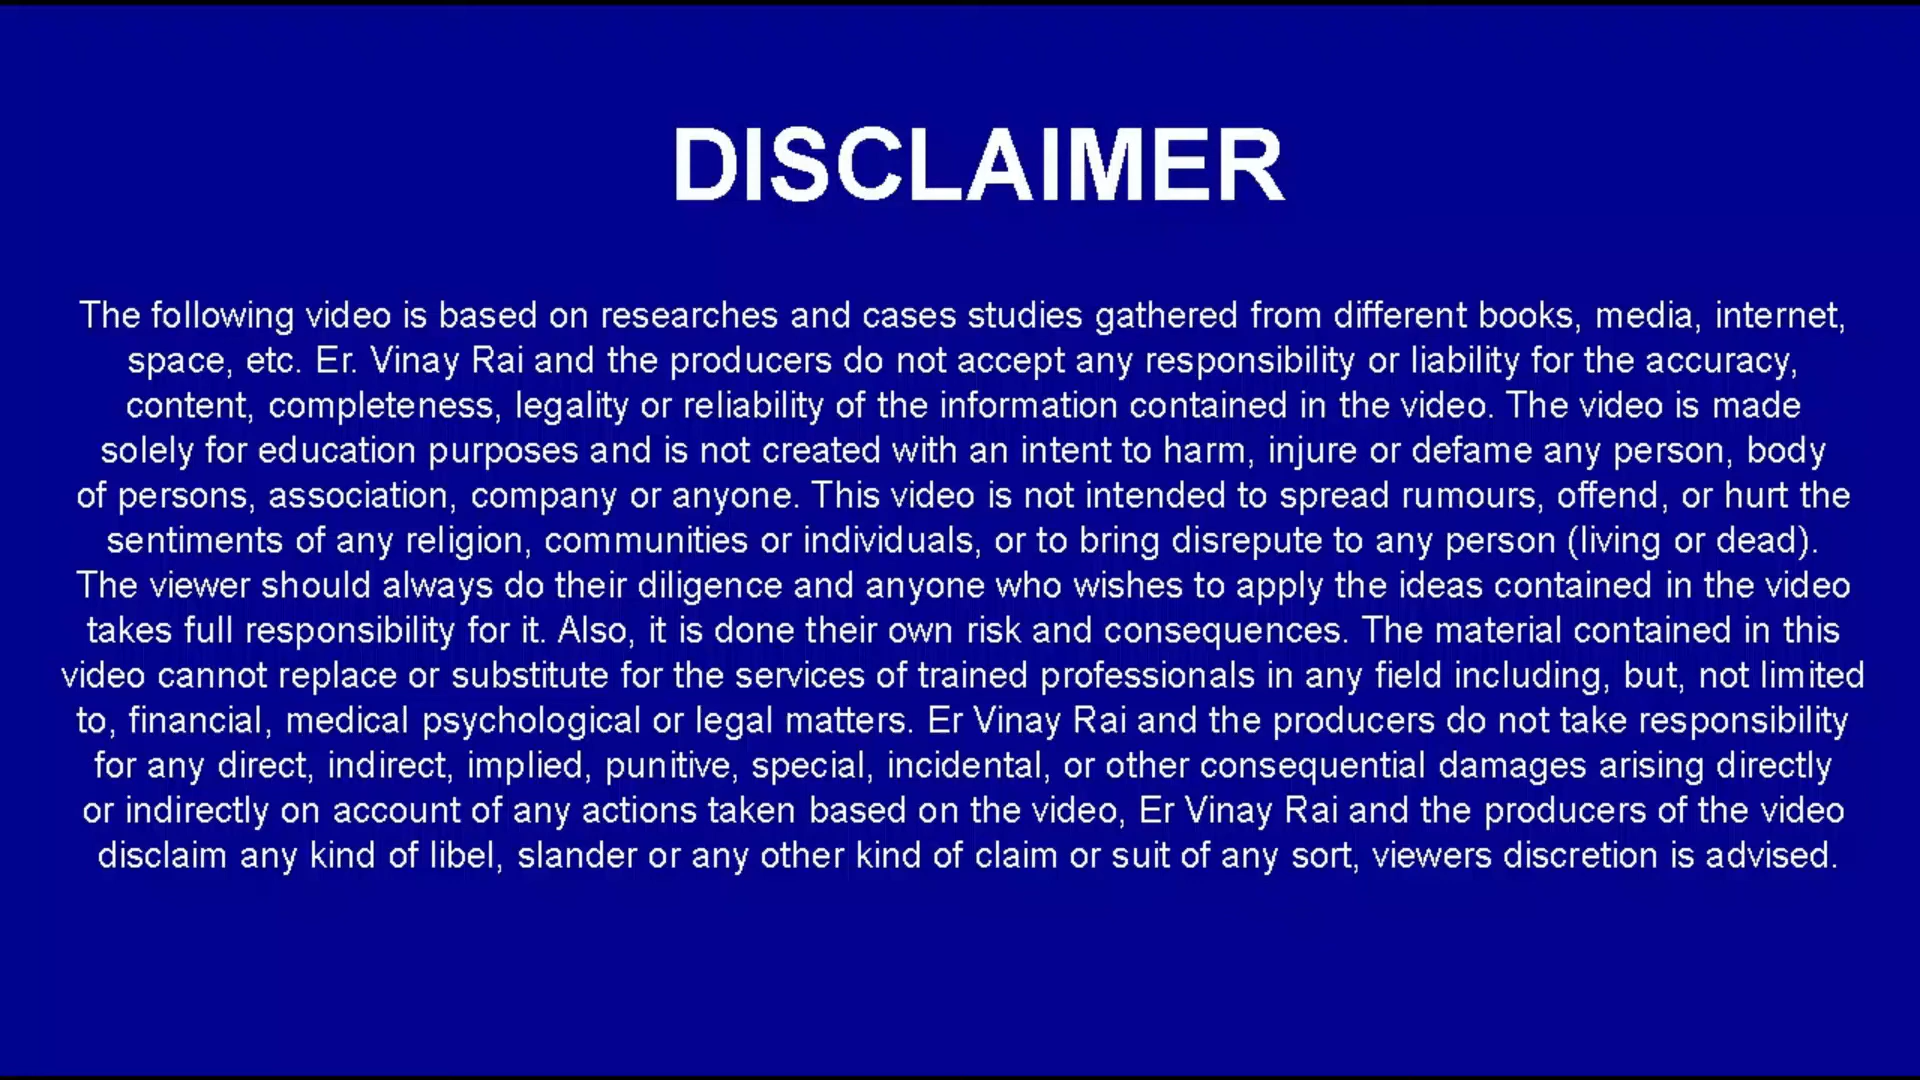 DISCLAIMER
The following video is based on researches and cases studies gathered from different books, media, internet,
space, etc. Er. Vinay Rai and the producers do not accept any responsibility or liability for the accuracy,
content, completeness, legality or reliability of the information contained in the video. The video is made
solely for education purposes and is not created with an intent to harm, injure or defame any person, body
of persons, association, company or anyone. This video is not intended to spread rumours, offend, or hurt the
sentiments of any religion, communities or individuals, or to bring disrepute to any person (living or dead).
The viewer should always do their diligence and anyone who wishes to apply the ideas contained in the video
takes full responsibility for it. Also, it is done their own risk and consequences. The material contained in this
video cannot replace or substitute for the services of trained professionals in any field including, but, not limited
to, financial, medical psychological or legal matters. Er Vinay Rai and the producers do not take responsibility
for any direct, indirect, implied, punitive, special, incidental, or other consequential damages arising directly
or indirectly on account of any actions taken based on the video, Er Vinay Rai and the producers of the video
disclaim any kind of libel, slander or any other kind of claim or suit of any sort, viewers discretion is advised.